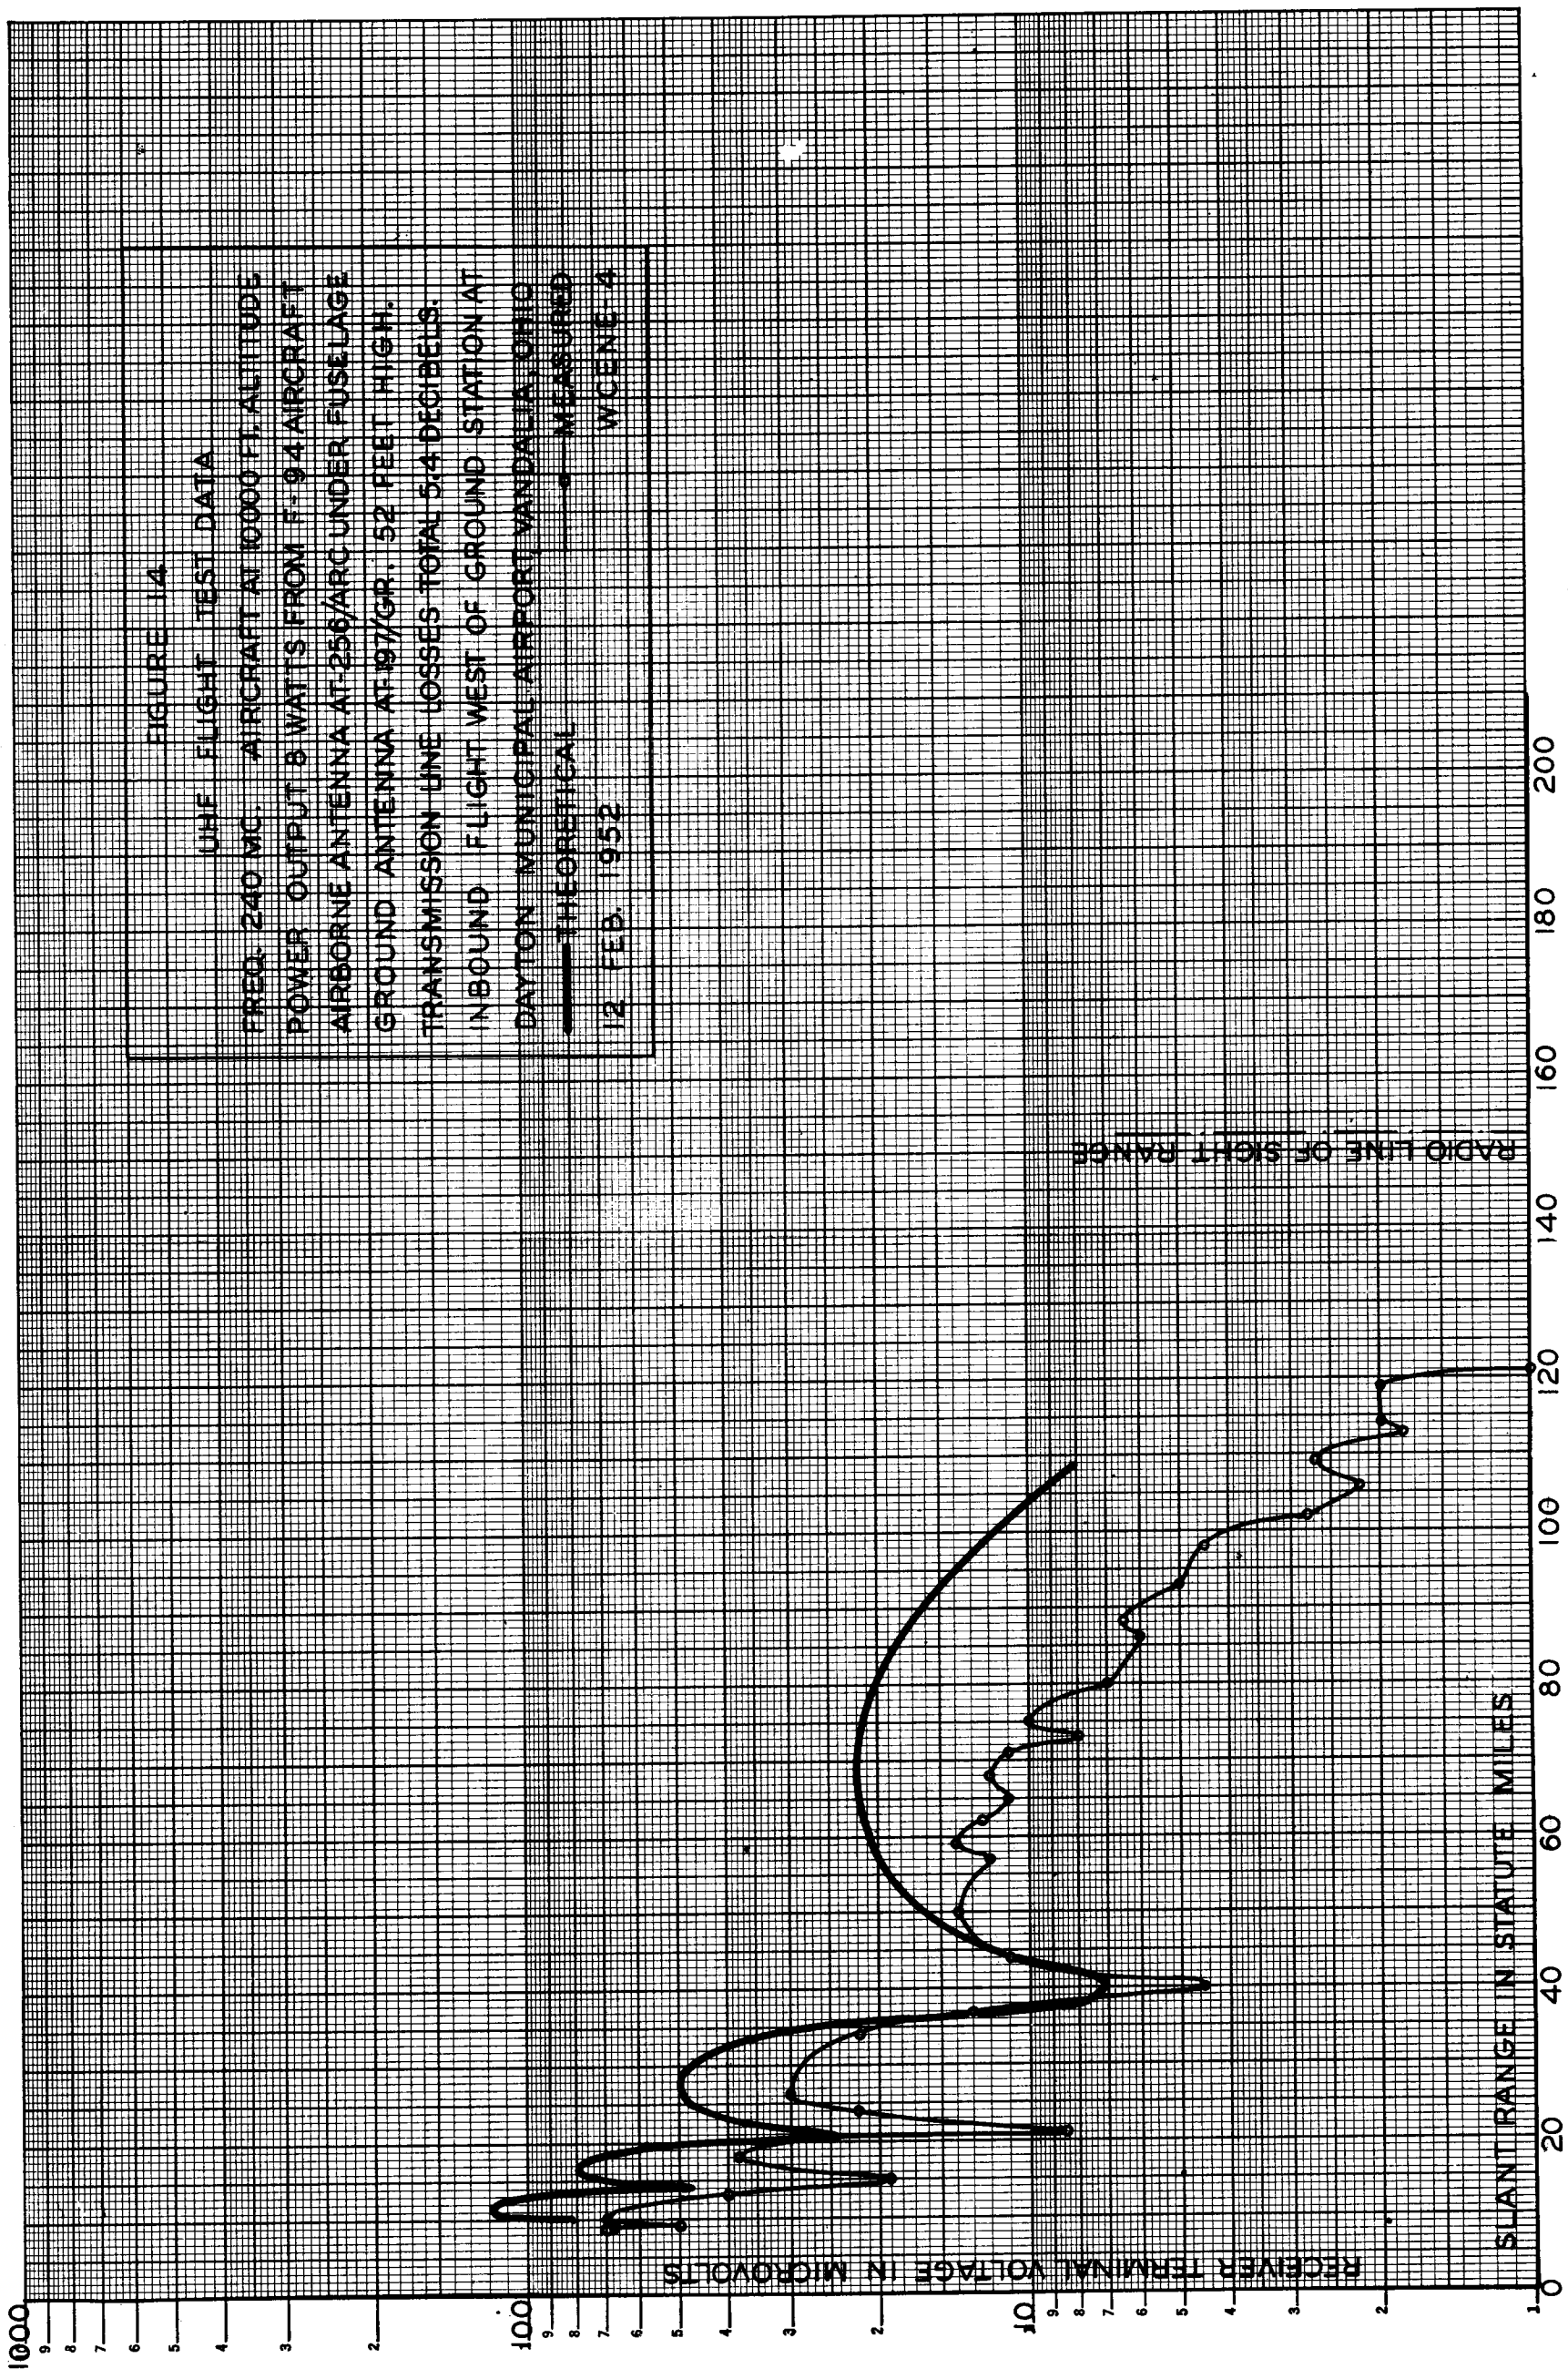 FIGURE 14
UHF FLIGHT TEST DATA
FREQ. 240 MC. AIRCRAFT AT 10000 FT. ALTITUDE
POWER OUTPUT 8 WATTS FROM F-94 AIRCRAFT
AIRBORNE ANTENNA AT-256/ARC UNDER FUSELAGE
GROUND ANTENNA AT-197/GR. 52 FEET HIGH.
TRANSMISSION LINE LOSSES TOTAL 5.4 DECIBELS.
INBOUND FLIGHT WEST OF GROUND STATION AT
DAYTON MUNICIPAL AIRPORT, VANDALIA, OHIO
THEORETICAL MEASURED
12 FEB. 1952 WCENE-4
RECEIVER TERMINAL VOLTAGE IN MICROVOLTS
1000
9
8
7
6
5
4
3
2
100
9
8
7
6
5
4
3
2
10
9
8
7
6
5
4
3
2
1
RADIO LINE OF SIGHT RANGE
0 20 40 60 80 100 120 140 160 180 200
SLANT RANGE IN STATUTE MILES